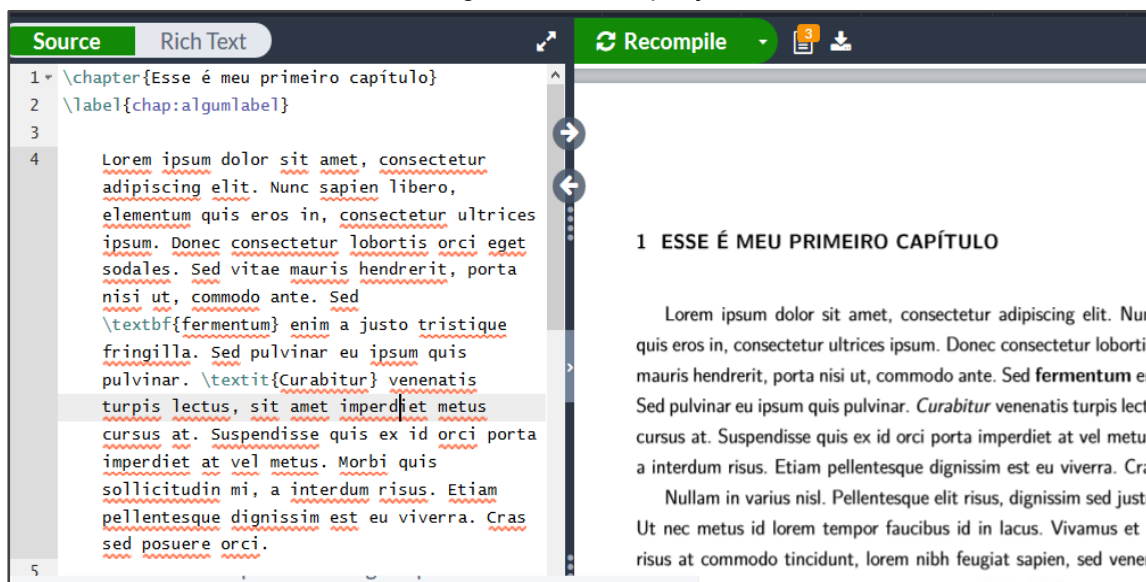 Source Rich Text
Recompile 3
1 \chapter{Esse é meu primeiro capítulo}
2 \label{chap:algumlabel}
3
4 Lorem ipsum dolor sit amet, consectetur
adipiscing elit. Nunc sapien libero,
elementum quis eros in, consectetur ultrices
ipsum. Donec consectetur lobortis orci eget
sodales. Sed vitae mauris hendrerit, porta
nisi ut, commodo ante. Sed
\textbf{fermentum} enim a justo tristique
fringilla. Sed pulvinar eu ipsum quis
pulvinar. \textit{Curabitur} venenatis
turpis lectus, sit amet imperdiet metus
cursus at. Suspendisse quis ex id orci porta
imperdiet at vel metus. Morbi quis
sollicitudin mi, a interdum risus. Etiam
pellentesque dignissim est eu viverra. Cras
sed posuere orci.
5
1 ESSE É MEU PRIMEIRO CAPÍTULO
Lorem ipsum dolor sit amet, consectetur adipiscing elit.
quis eros in, consectetur ultrices ipsum. Donec consectetur
mauris hendrerit, porta nisi ut, commodo ante. Sed fermentum
Sed pulvinar eu ipsum quis pulvinar. Curabitur venenatis turpis
cursus at. Suspendisse quis ex id orci porta imperdiet at vel
a interdum risus. Etiam pellentesque dignissim est eu viverra.
Nullam in varius nisl. Pellentesque elit risus, dignissim sed
Ut nec metus id lorem tempor faucibus id in lacus. Vivamus et
risus at commodo tincidunt, lorem nibh feugiat sapien, sed